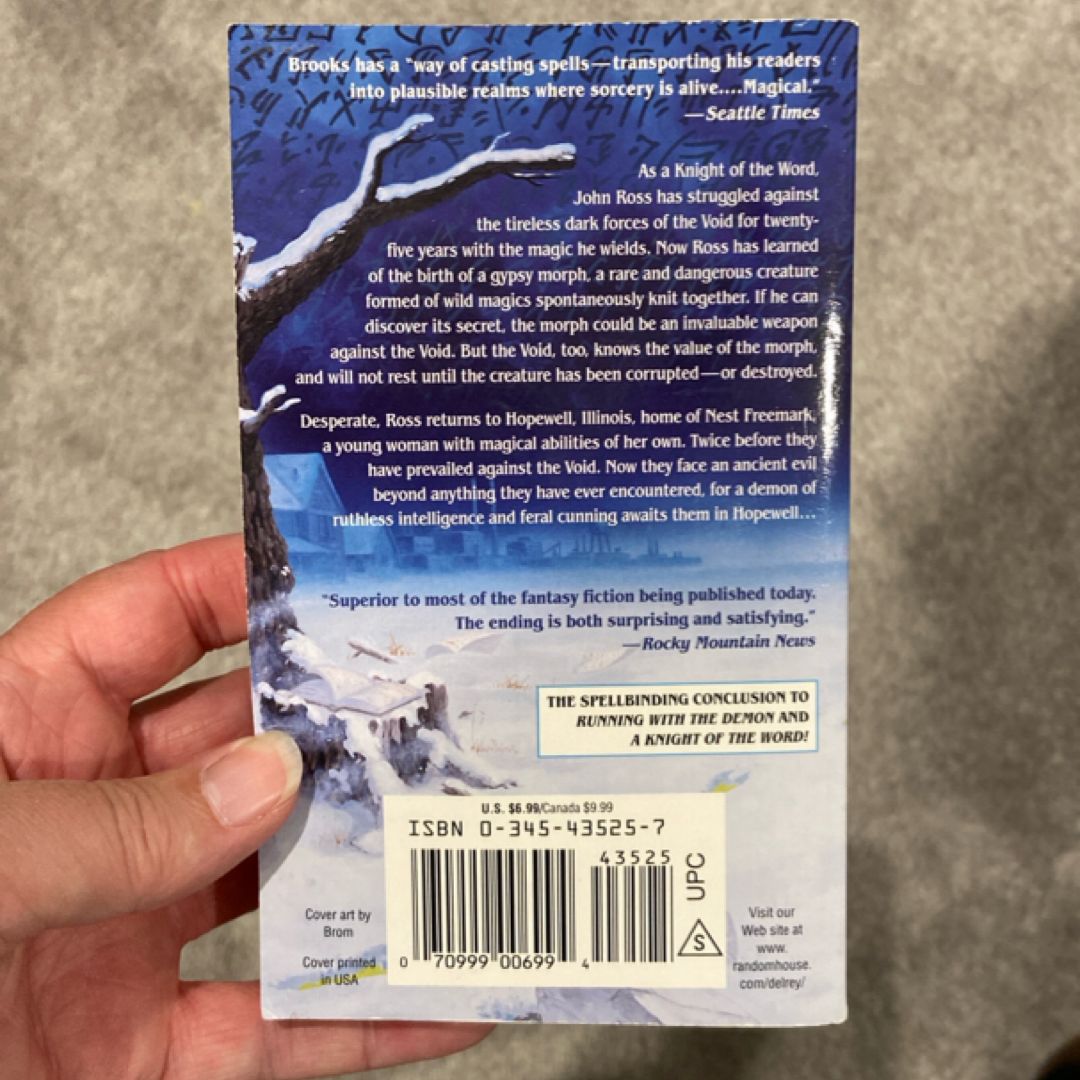 Brooks has a "way of casting spells—transporting his readers
into plausible realms where sorcery is alive....Magical."
—Seattle Times
As a Knight of the Word,
John Ross has struggled against
the tireless dark forces of the Void for twenty-
five years with the magic he wields. Now Ross has learned
of the birth of a gypsy morph, a rare and dangerous creature
formed of wild magics spontaneously knit together. If he can
discover its secret, the morph could be an invaluable weapon
against the Void. But the Void, too, knows the value of the morph,
and will not rest until the creature has been corrupted—or destroyed.
Desperate, Ross returns to Hopewell, Illinois, home of Nest Freemark,
a young woman with magical abilities of her own. Twice before they
have prevailed against the Void. Now they face an ancient evil
beyond anything they have ever encountered, for a demon of
ruthless intelligence and feral cunning awaits them in Hopewell...
"Superior to most of the fantasy fiction being published today.
The ending is both surprising and satisfying."
—Rocky Mountain News
THE SPELLBINDING CONCLUSION TO
RUNNING WITH THE DEMON AND
A KNIGHT OF THE WORD!
U.S. $6.99/Canada $9.99
ISBN 0-345-43525-7
43525
UPC
S
0 70999 00699 4
Cover art by
Brom
Cover printed
in USA
Visit our
Web site at
www.
randomhouse.
com/delrey/